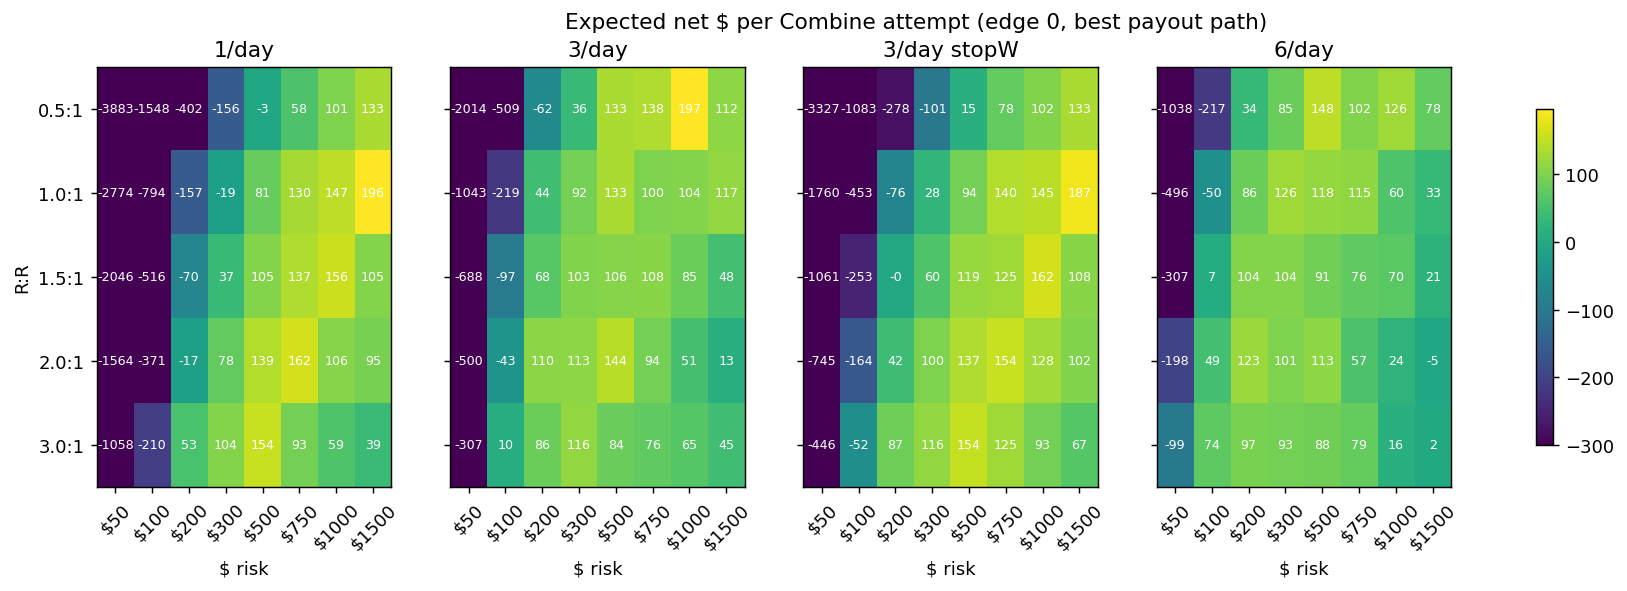 Expected net $ per Combine attempt (edge 0, best payout path)
1/day
3/day
3/day stopW
6/day
R:R
0.5:1
-3883 -1548 -402 -156 -3 58 101 133
-2014 -509 -62 36 133 138 197 112
-3327 -1083 -278 -101 15 78 102 133
-1038 -217 34 85 148 102 126 78
1.0:1
-2774 -794 -157 -19 81 130 147 196
-1043 -219 44 92 133 100 104 117
-1760 -453 -76 28 94 140 145 187
-496 -50 86 126 118 115 60 33
1.5:1
-2046 -516 -70 37 105 137 156 105
-688 -97 68 103 106 108 85 48
-1061 -253 -0 60 119 125 162 108
-307 7 104 104 91 76 70 21
2.0:1
-1564 -371 -17 78 139 162 106 95
-500 -43 110 113 144 94 51 13
-745 -164 42 100 137 154 128 102
-198 49 123 101 113 57 24 -5
3.0:1
-1058 -210 53 104 154 93 59 39
-307 10 86 116 84 76 65 45
-446 -52 87 116 154 125 93 67
-99 74 97 93 88 79 16 2
$50 $100 $200 $300 $500 $750 $1000 $1500
$50 $100 $200 $300 $500 $750 $1000 $1500
$50 $100 $200 $300 $500 $750 $1000 $1500
$50 $100 $200 $300 $500 $750 $1000 $1500
$ risk
$ risk
$ risk
$ risk
100
0
−100
−200
−300